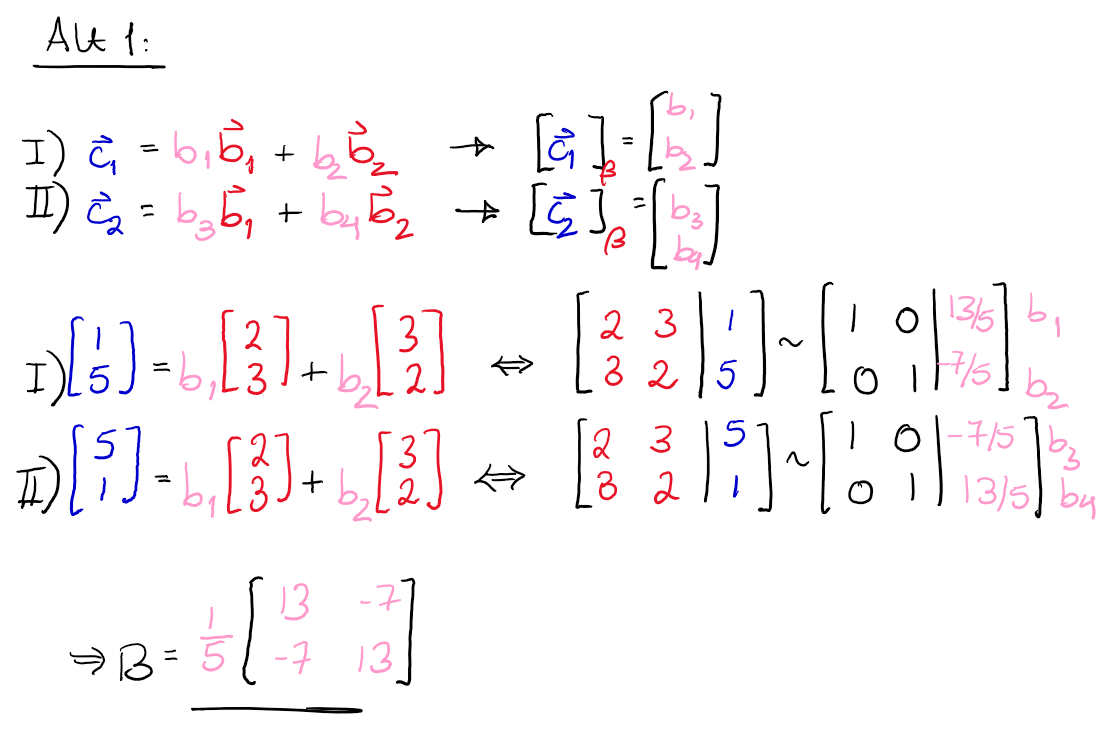 Alt 1:
I) c⃗₁ = b₁b⃗₁ + b₂b⃗₂ → [c⃗₁]_β = [b₁; b₂]
II) c⃗₂ = b₃b⃗₁ + b₄b⃗₂ → [c⃗₂]_β = [b₃; b₄]
I) [1; 5] = b₁[2; 3] + b₂[3; 2] ⇔ [2 3 | 1; 3 2 | 5] ~ [1 0 | 13/5; 0 1 | -7/5] b₁ b₂
II) [5; 1] = b₁[2; 3] + b₂[3; 2] ⇔ [2 3 | 5; 3 2 | 1] ~ [1 0 | -7/5; 0 1 | 13/5] b₃ b₄
⇒ B = 1/5 [13 -7; -7 13]